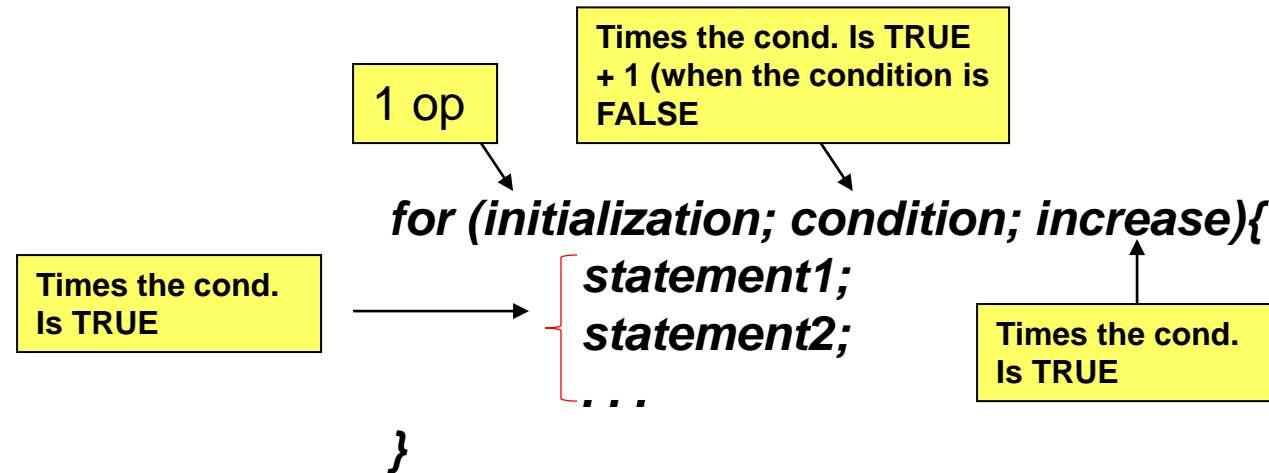 Times the cond. Is TRUE
+ 1 (when the condition is
FALSE
1 op
for (initialization; condition; increase){
Times the cond.
Is TRUE
statement1;
statement2;
. . .
Times the cond.
Is TRUE
}